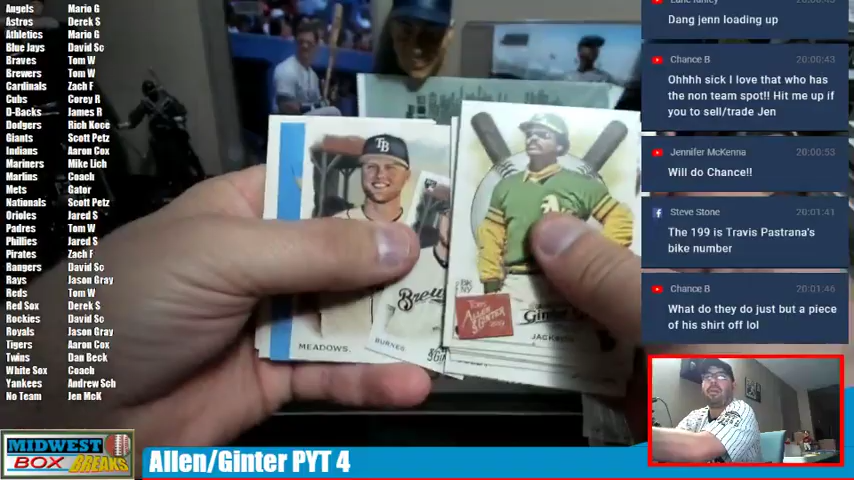 Angels Mario G
Astros Derek S
Athletics Mario G
Blue Jays David Sc
Braves Tom W
Brewers Tom W
Cardinals Zach F
Cubs Corey R
D-Backs James R
Dodgers Rich Koce
Giants Scott Petz
Indians Aaron Cox
Mariners Mike Lich
Marlins Coach
Mets Gator
Nationals Scott Petz
Orioles Jared S
Padres Tom W
Phillies Jared S
Pirates Zach F
Rangers David Sc
Rays Jason Gray
Reds Tom W
Red Sox Derek S
Rockies David Sc
Royals Jason Gray
Tigers Aaron Cox
Twins Dan Beck
White Sox Coach
Yankees Andrew Sch
No Team Jen McK
TB
MEADOWS.
Brew
BURNES
A
TOPPS
ALLEN
& GINTER
Ginter
JACK
Dang jenn loading up
Chance B 20:00:43
Ohhhh sick I love that who has
the non team spot!! Hit me up if
you to sell/trade Jen
Jennifer McKenna 20:00:53
Will do Chance!!
Steve Stone 20:01:41
The 199 is Travis Pastrana's
bike number
Chance B 20:01:46
What do they do just but a piece
of his shirt off lol
MIDWEST
BOX BREAKS
Allen/Ginter PYT 4